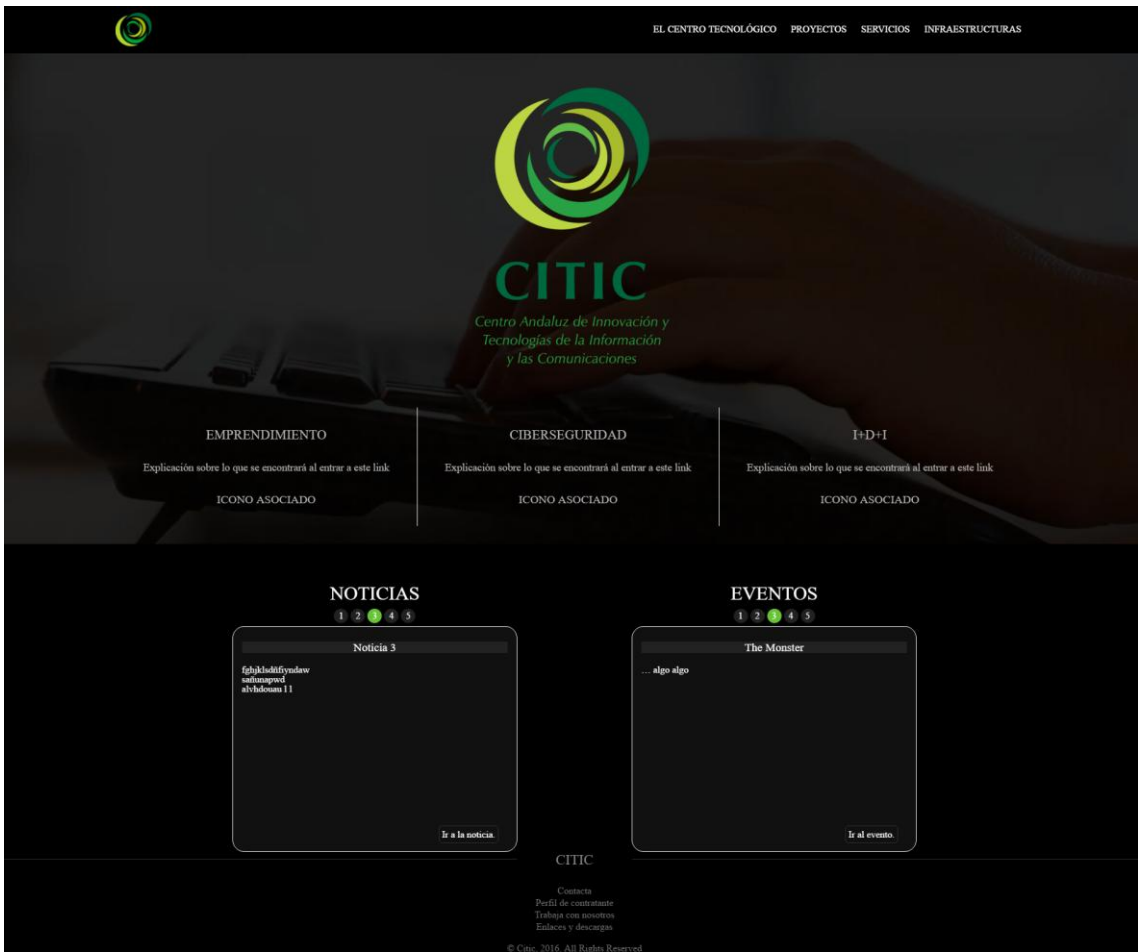 EL CENTRO TECNOLÓGICO PROYECTOS SERVICIOS INFRAESTRUCTURAS
CITIC
Centro Andaluz de Innovación y
Tecnologías de la Información
y las Comunicaciones
EMPRENDIMIENTO
Explicación sobre lo que se encontrará al entrar a este link
ICONO ASOCIADO
CIBERSEGURIDAD
Explicación sobre lo que se encontrará al entrar a este link
ICONO ASOCIADO
I+D+I
Explicación sobre lo que se encontrará al entrar a este link
ICONO ASOCIADO
NOTICIAS
1 2 3 4 5
Noticia 3
sañunapwd
Ir a la noticia.
EVENTOS
1 2 3 4 5
The Monster
... algo algo
Ir al evento.
CITIC
Contacta
Perfil de contratante
Trabaja con nosotros
Enlaces y descargas
© Citic, 2016. All Rights Reserved